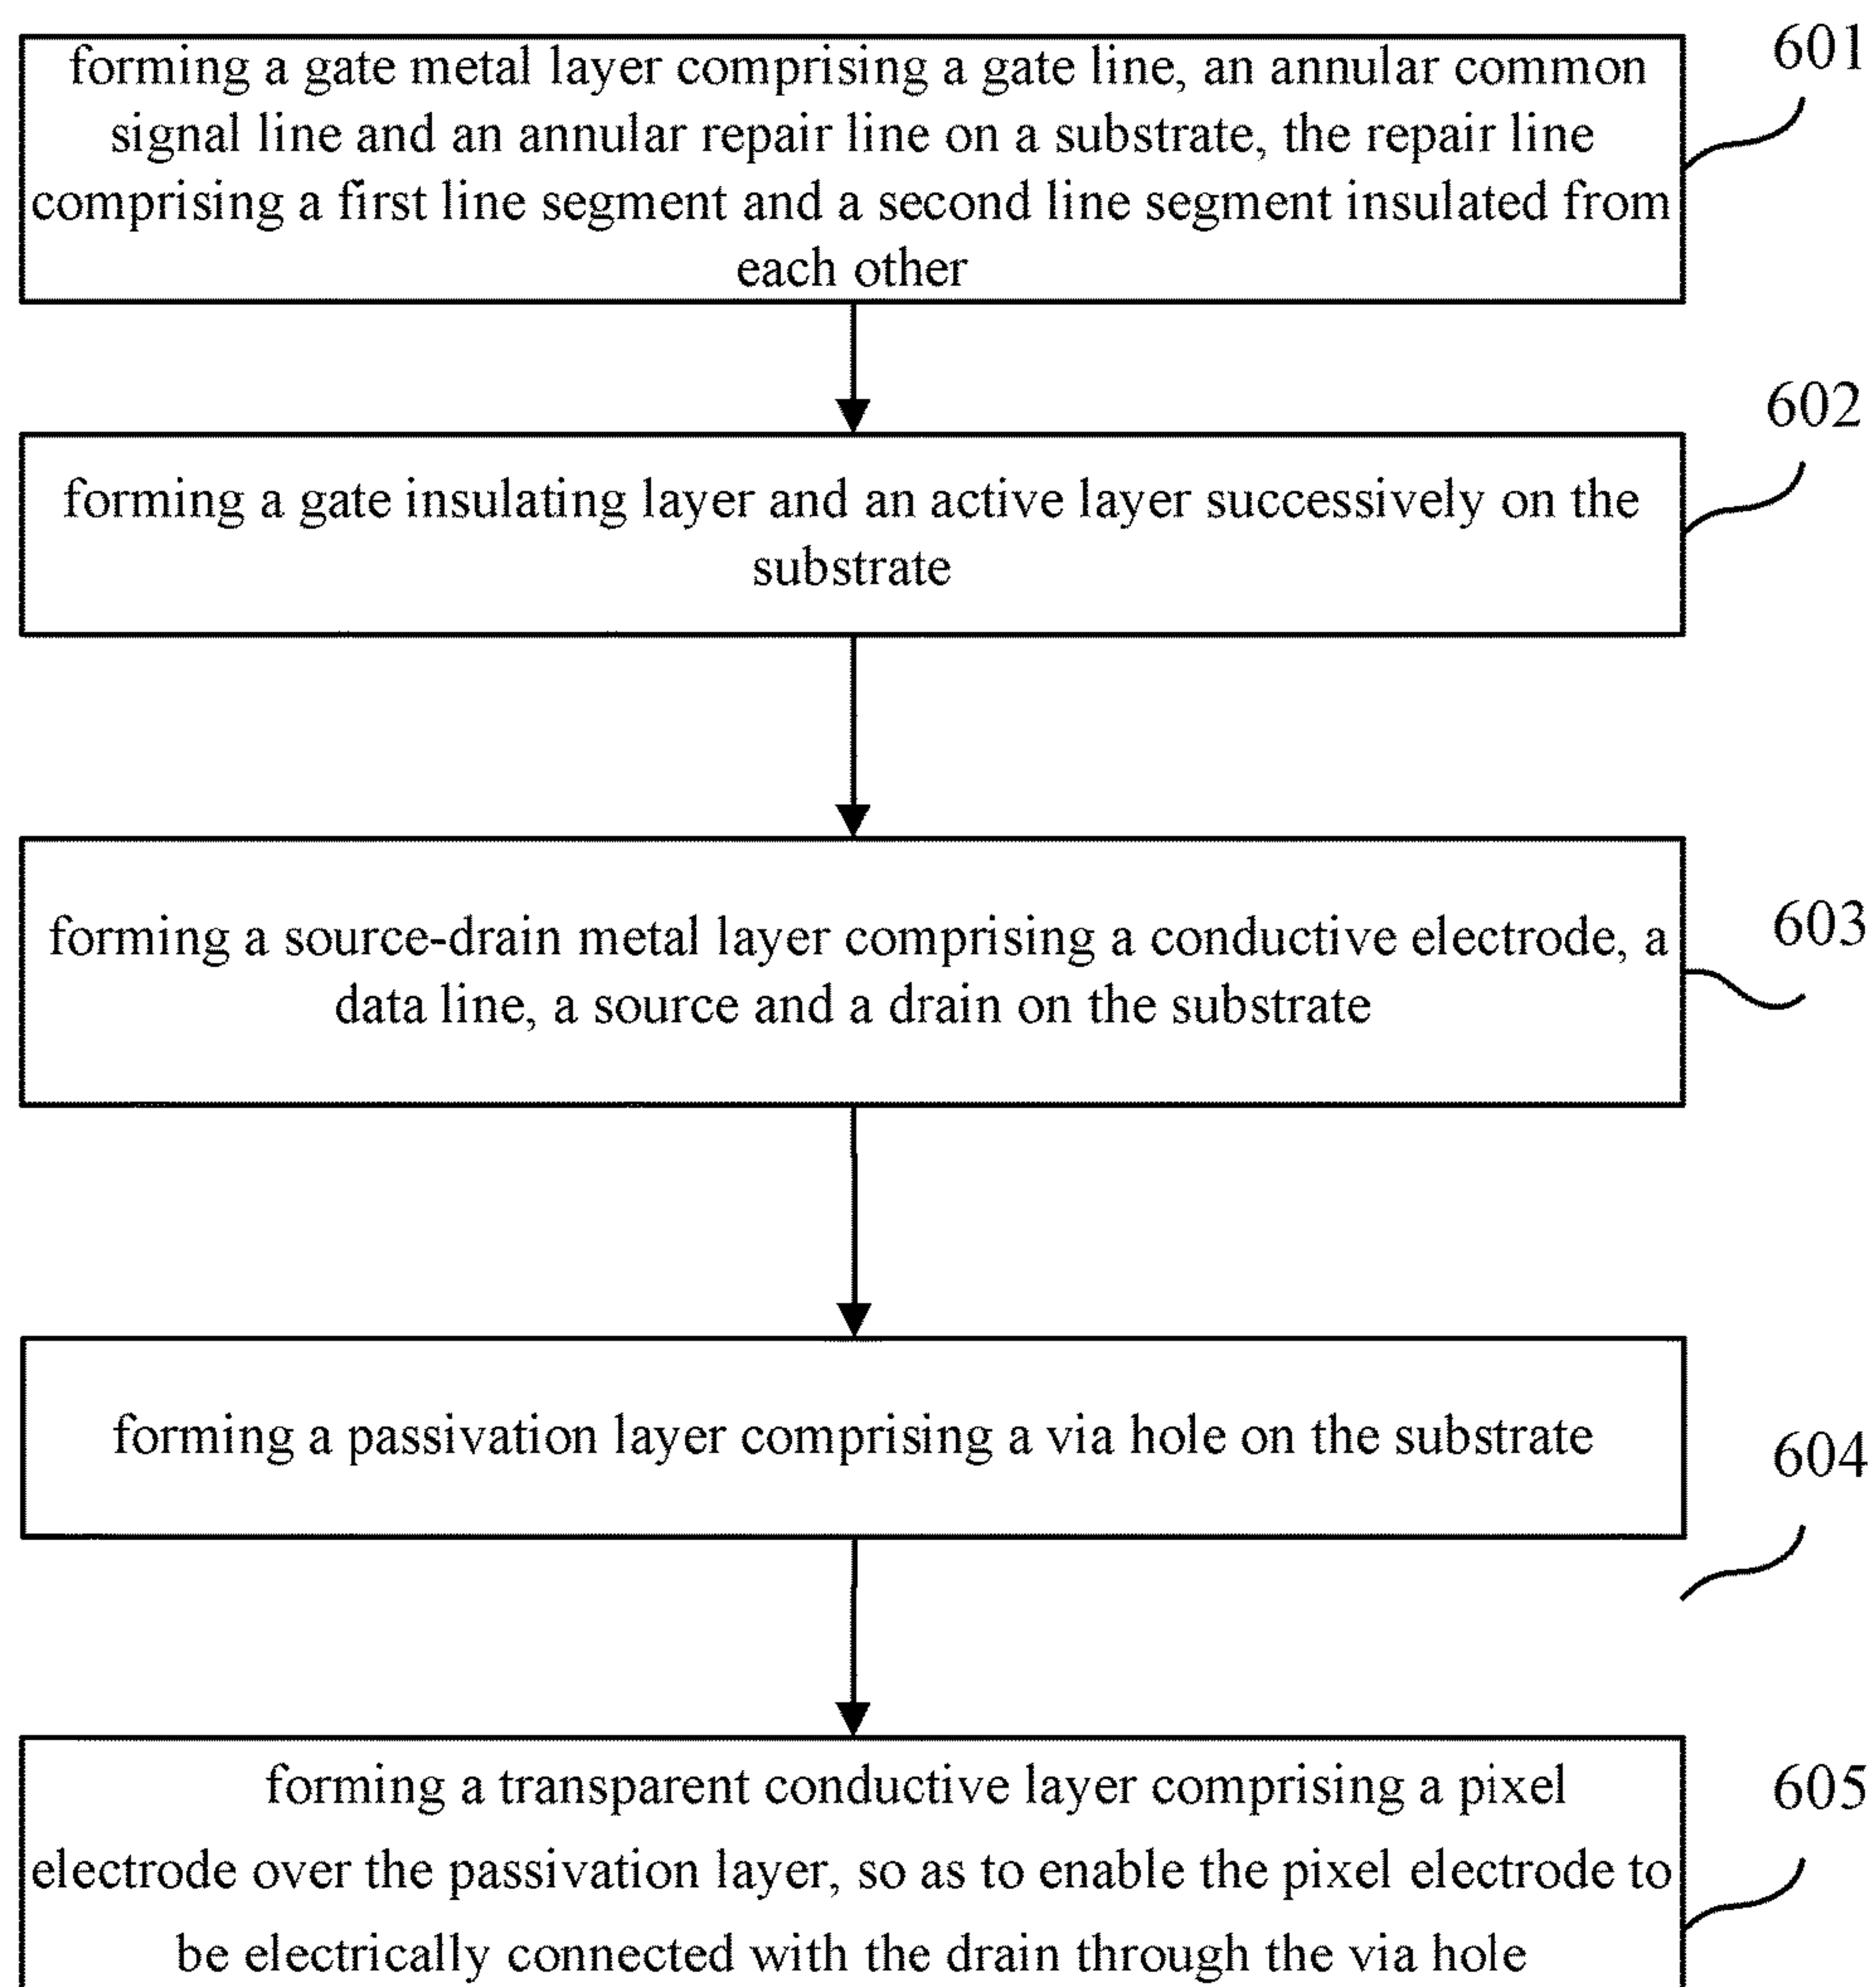 601
forming a gate metal layer comprising a gate line, an annular common
signal line and an annular repair line on a substrate, the repair line
comprising a first line segment and a second line segment insulated from
each other
602
forming a gate insulating layer and an active layer successively on the
substrate
603
forming a source-drain metal layer comprising a conductive electrode, a
data line, a source and a drain on the substrate
forming a passivation layer comprising a via hole on the substrate
604
forming a transparent conductive layer comprising a pixel
605
electrode over the passivation layer, so as to enable the pixel electrode to
be electrically connected with the drain through the via hole